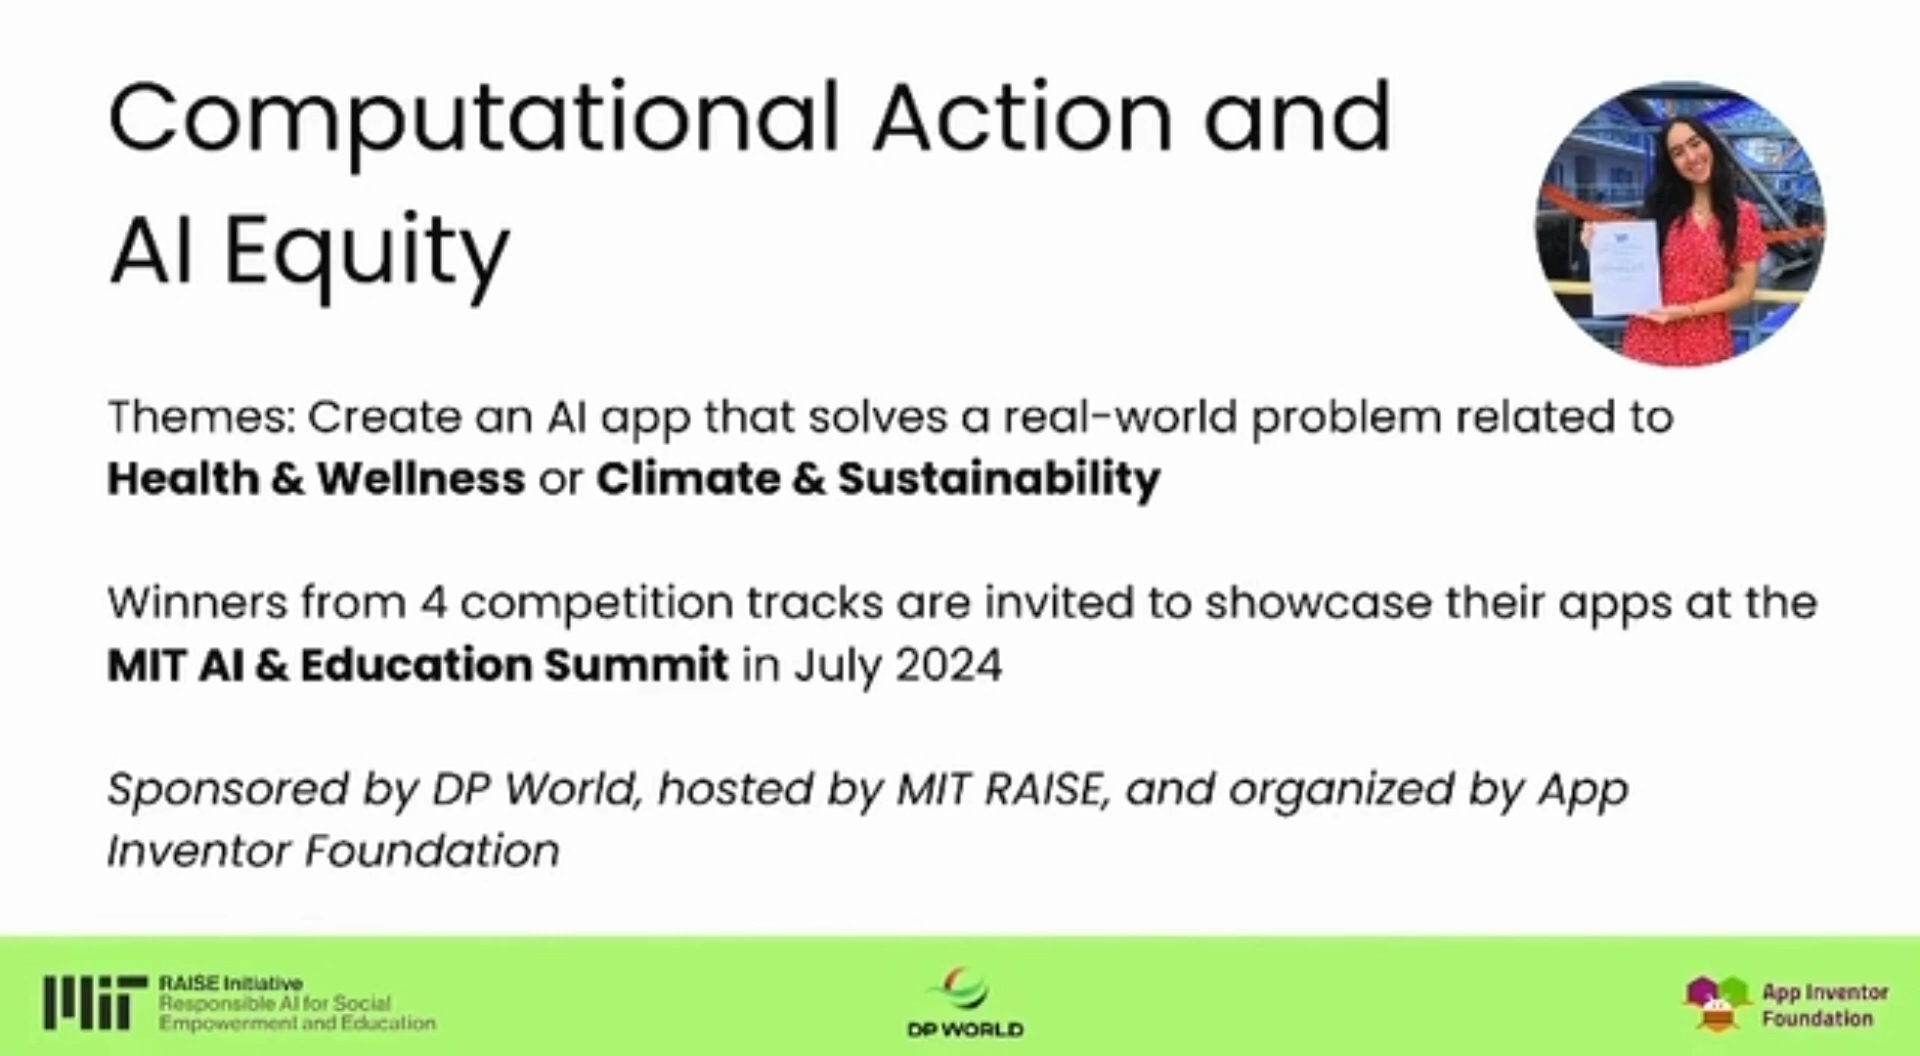 Computational Action and
AI Equity
Themes: Create an AI app that solves a real-world problem related to
Health & Wellness or Climate & Sustainability
Winners from 4 competition tracks are invited to showcase their apps at the
MIT AI & Education Summit in July 2024
Sponsored by DP World, hosted by MIT RAISE, and organized by App
Inventor Foundation
MIT RAISE Initiative
Responsible AI for Social
Empowerment and Education
DP WORLD
App Inventor
Foundation